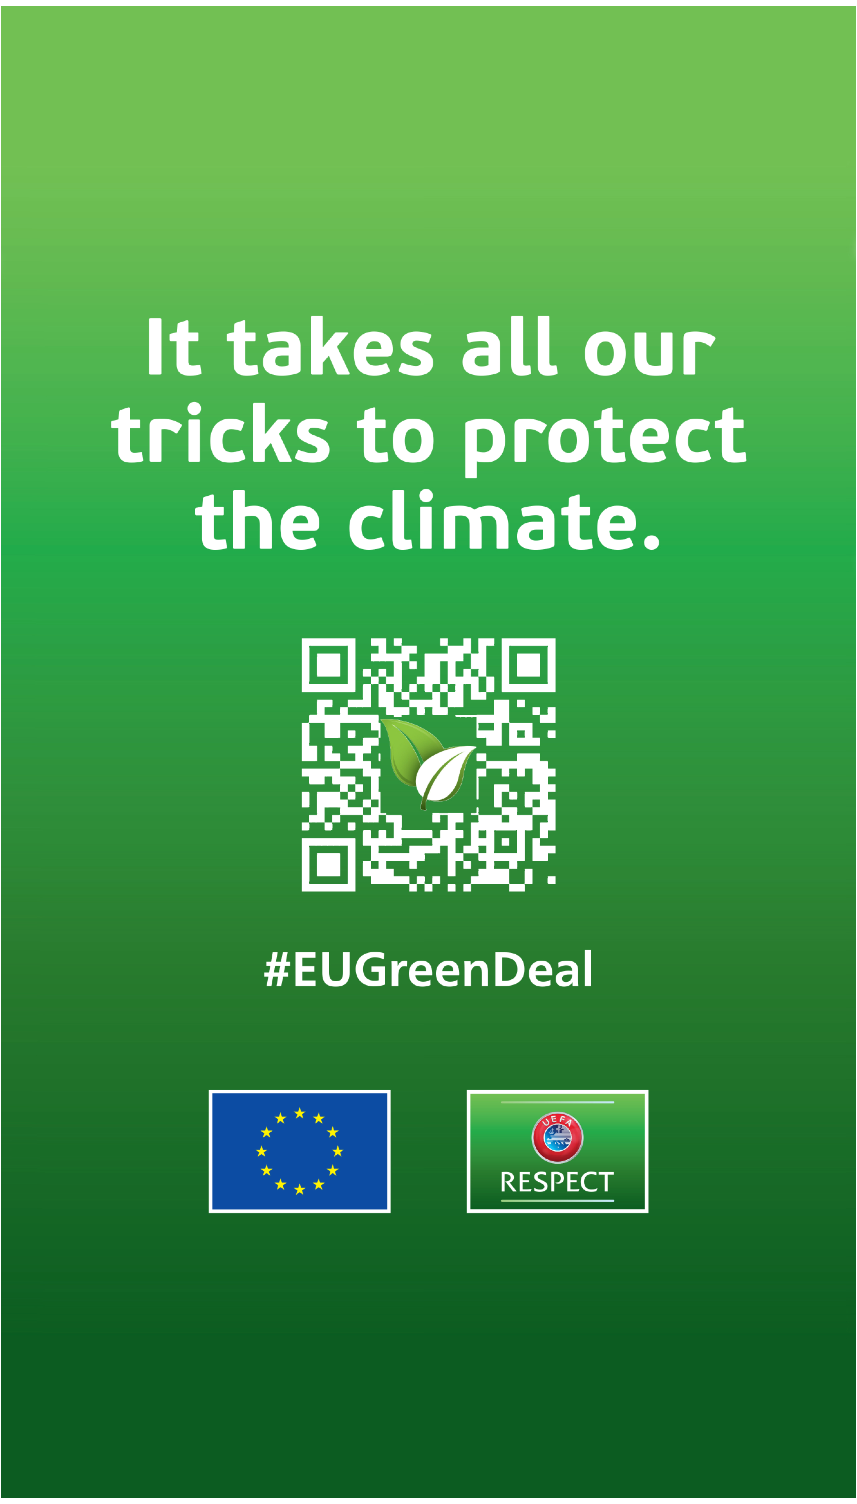 It takes all our
tricks to protect
the climate.
#EUGreenDeal
UEFA
RESPECT